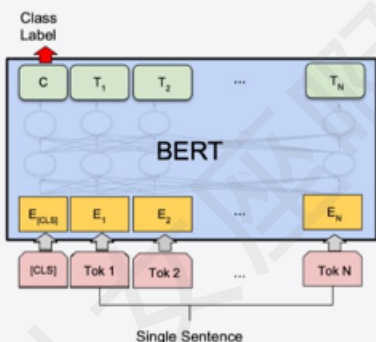 Class
Label
C T1 T2 ... TN
BERT
E[CLS] E1 E2 ... EN
[CLS] Tok 1 Tok 2 ... Tok N
Single Sentence